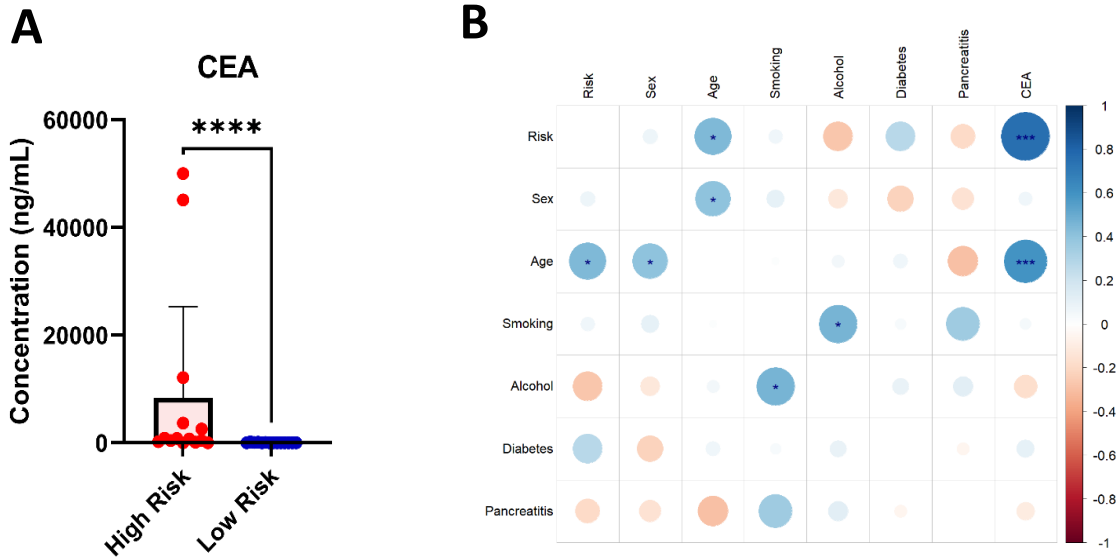 A
CEA
****
Concentration (ng/mL)
60000
40000
20000
0
High Risk
Low Risk
B
Risk
Sex
Age
Smoking
Alcohol
Diabetes
Pancreatitis
CEA
Risk
*
***
Sex
*
Age
*
*
***
Smoking
*
Alcohol
*
Diabetes
Pancreatitis
1
0.8
0.6
0.4
0.2
0
-0.2
-0.4
-0.6
-0.8
-1